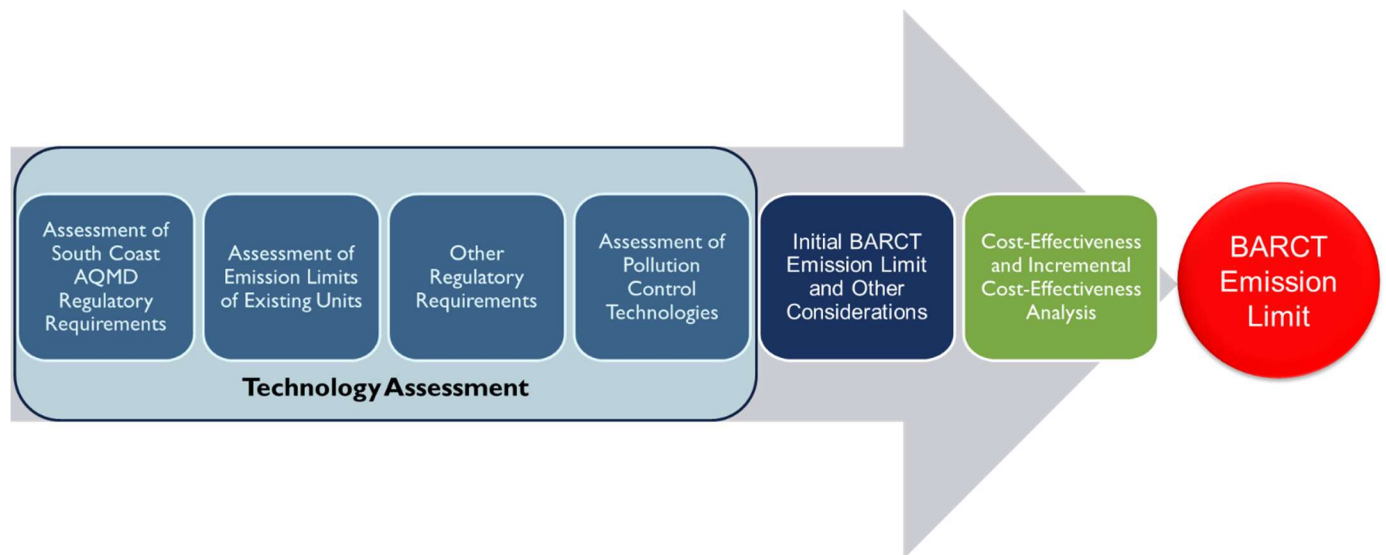 Assessment of
South Coast
AQMD
Regulatory
Requirements
Assessment of
Emission Limits
of Existing Units
Other
Regulatory
Requirements
Assessment of
Pollution
Control
Technologies
Initial BARCT
Emission Limit
and Other
Considerations
Cost-Effectiveness
and Incremental
Cost-Effectiveness
Analysis
BARCT
Emission
Limit
Technology Assessment